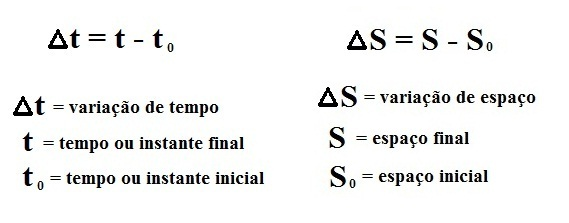 Δt = t - t₀
Δt = variação de tempo
t = tempo ou instante final
t₀ = tempo ou instante inicial
ΔS = S - S₀
ΔS = variação de espaço
S = espaço final
S₀ = espaço inicial